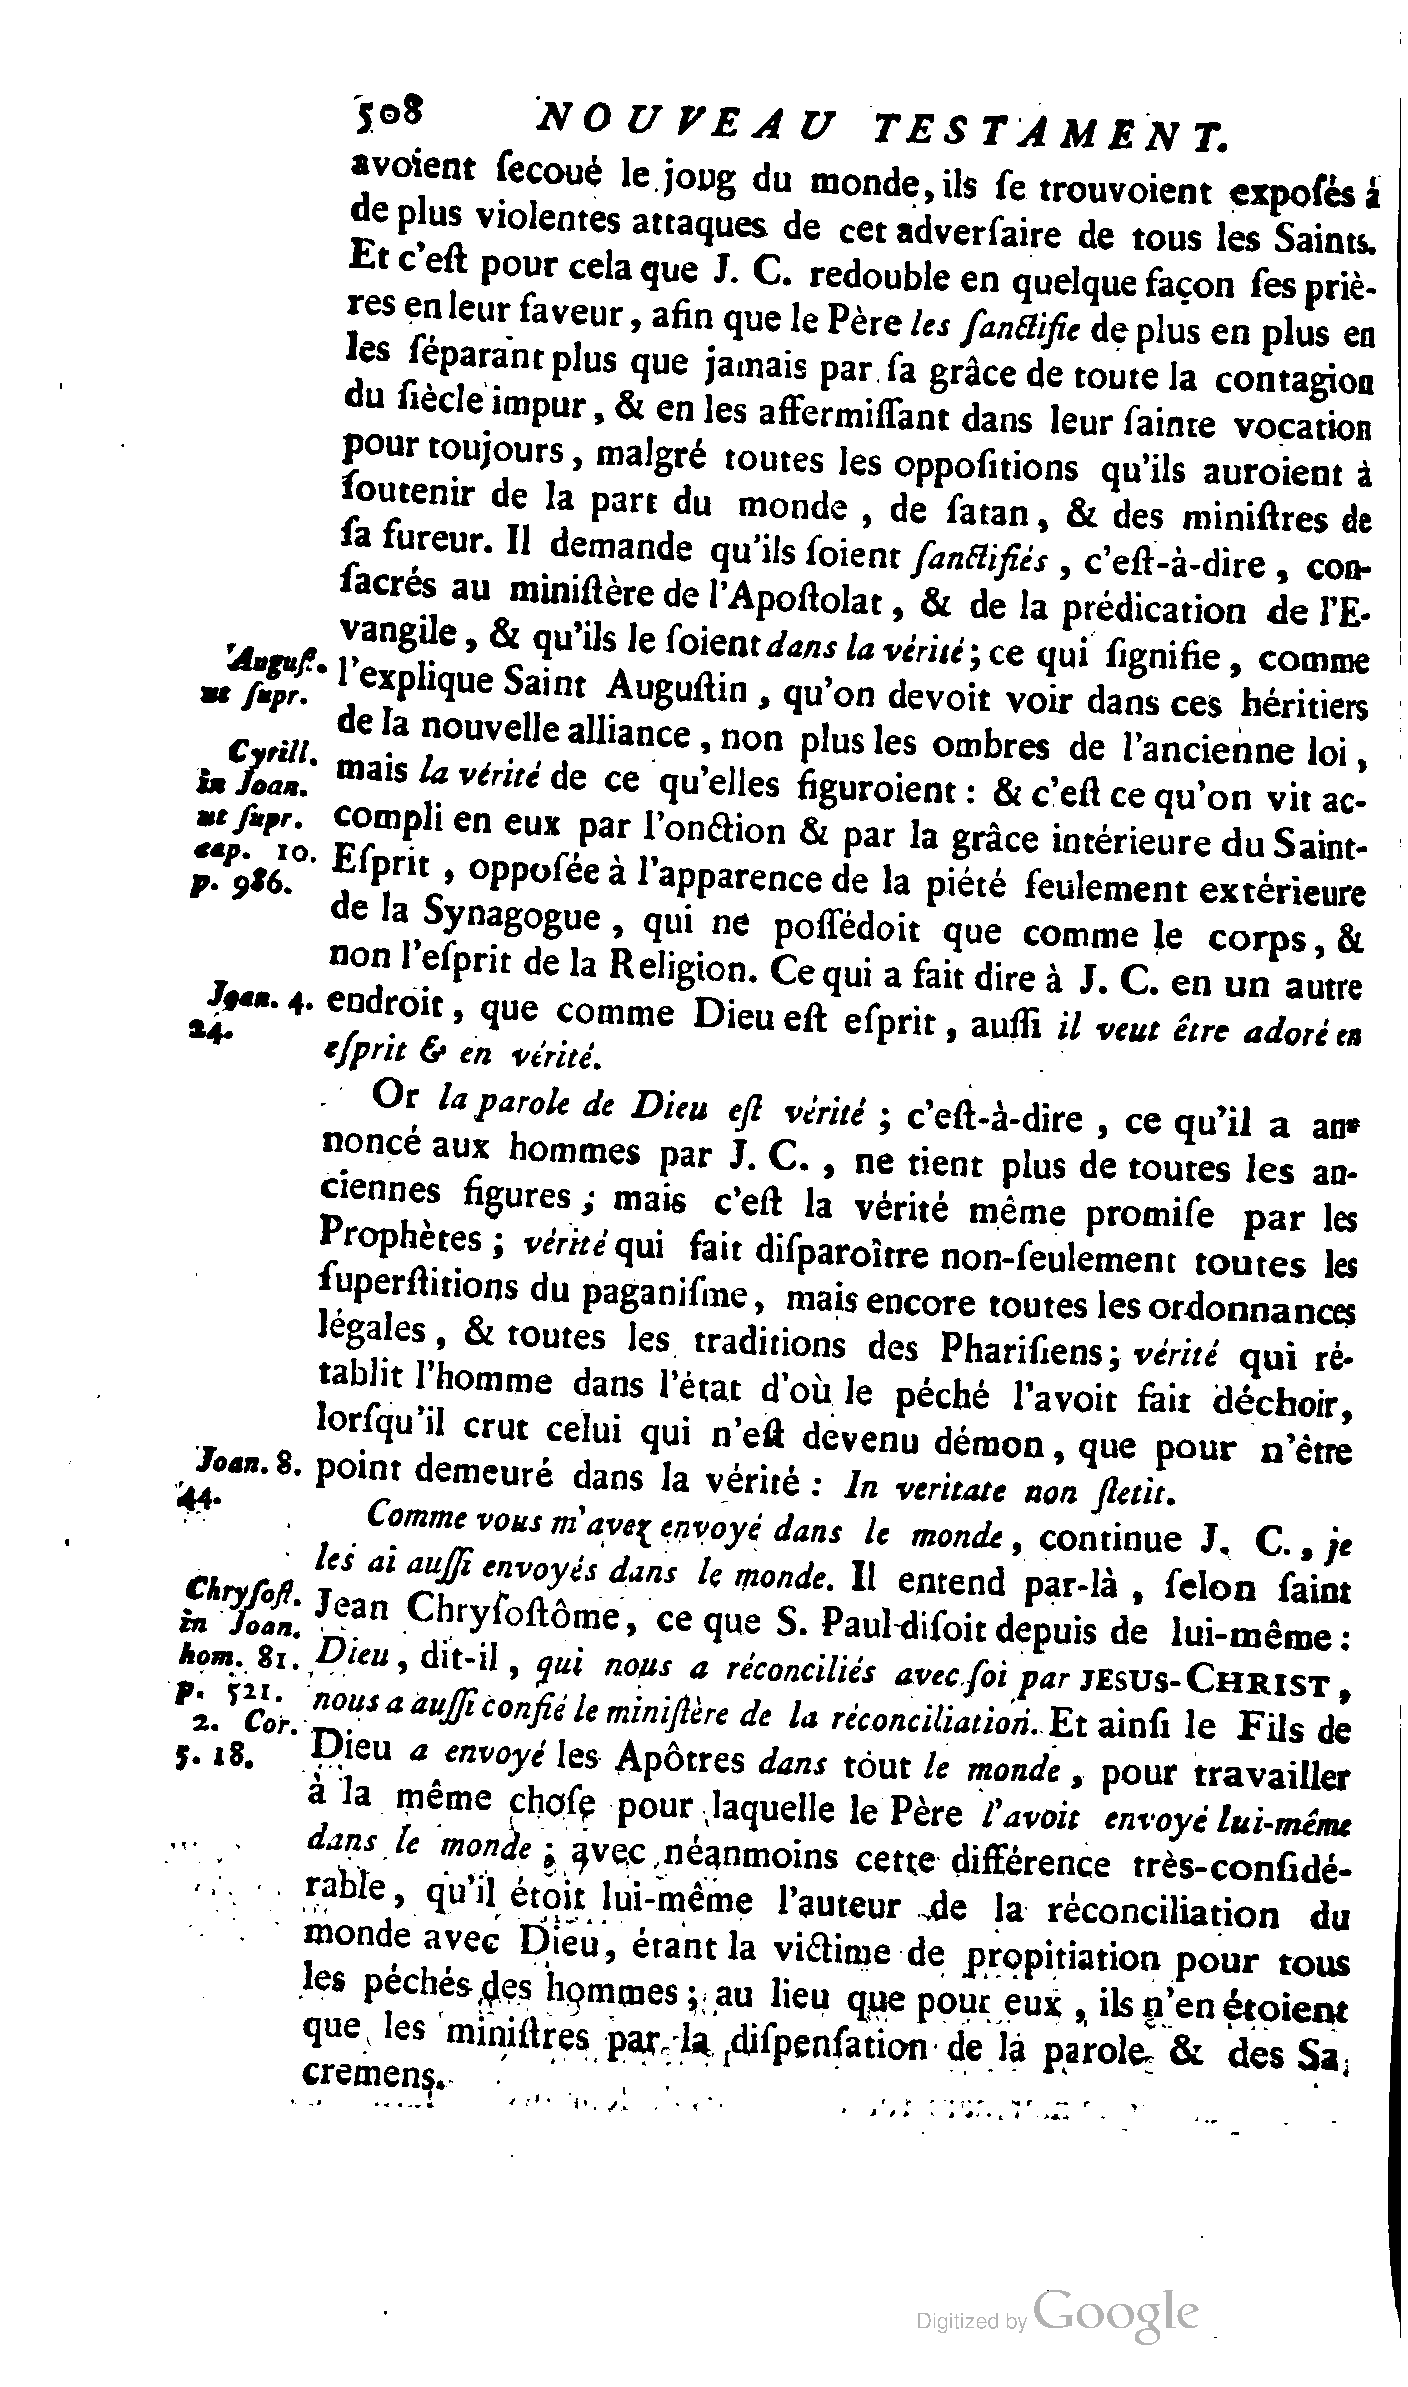 508 NOUVEAU TESTAMENT.
avoient ſecoué le joug du monde, ils ſe trouvoient expoſés á
de plus violentes attaques de cet adverſaire de tous les Saints.
Et c'eſt pour cela que J. C. redouble en quelque façon ſes priè-
res en leur faveur, afin que le Père les ſanctifie de plus en plus en
les ſéparant plus que jamais par ſa grâce de toute la contagion
du ſiècle impur, & en les affermiſſant dans leur ſainte vocation
pour toujours, malgré toutes les oppoſitions qu'ils auroient à
ſoutenir de la part du monde, de ſatan, & des miniſtres de
ſa fureur. Il demande qu'ils ſoient ſanctifiés, c'eſt-à-dire, con-
ſacrés au miniſtère de l'Apoſtolat, & de la prédication de l'E-
vangile, & qu'ils le ſoient dans la vérité; ce qui ſignifie, comme
Auguſt. l'explique Saint Auguſtin, qu'on devoit voir dans ces héritiers
ut ſupr. de la nouvelle alliance, non plus les ombres de l'ancienne loi,
Cyrill. mais la vérité de ce qu'elles figuroient: & c'eſt ce qu'on vit ac-
in Joan.
ut ſupr. compli en eux par l'onction & par la grâce intérieure du Saint-
cap. 10. Eſprit, oppoſée à l'apparence de la piété ſeulement extérieure
p. 986. de la Synagogue, qui ne poſſédoit que comme le corps, &
non l'eſprit de la Religion. Ce qui a fait dire à J. C. en un autre
Joan. 4. endroit, que comme Dieu eſt eſprit, auſſi il veut être adoré en
24. eſprit & en vérité.
Or la parole de Dieu eſt vérité; c'eſt-à-dire, ce qu'il a an-
noncé aux hommes par J. C., ne tient plus de toutes les an-
ciennes figures; mais c'eſt la vérité même promiſe par les
Prophètes; vérité qui fait diſparoître non-ſeulement toutes les
ſuperſtitions du paganiſme, mais encore toutes les ordonnances
légales, & toutes les traditions des Phariſiens; vérité qui ré-
tablit l'homme dans l'état d'où le péché l'avoit fait déchoir,
lorſqu'il crut celui qui n'eſt devenu démon, que pour n'être
Joan. 8. point demeuré dans la vérité: In veritate non ſtetit.
44.
Comme vous m'avez envoyé dans le monde, continue J. C., je
les ai auſſi envoyés dans le monde. Il entend par-là, ſelon ſaint
Chryſoſt. Jean Chryſoſtôme, ce que S. Paul diſoit depuis de lui-même:
in Joan.
hom. 81. Dieu, dit-il, qui nous a réconciliés avec ſoi par JESUS-CHRIST,
p. 521. nous a auſſi confié le miniſtère de la réconciliation. Et ainſi le Fils de
2. Cor.
5. 18. Dieu a envoyé les Apôtres dans tout le monde, pour travailler
à la même choſe pour laquelle le Père l'avoit envoyé lui-même
dans le monde; avec néanmoins cette différence très-conſidé-
rable, qu'il étoit lui-même l'auteur de la réconciliation du
monde avec Dieu, étant la victime de propitiation pour tous
les péchés des hommes; au lieu que pour eux, ils n'en étoient
que les miniſtres par la diſpenſation de la parole & des Sa-
cremens.
Digitized by Google